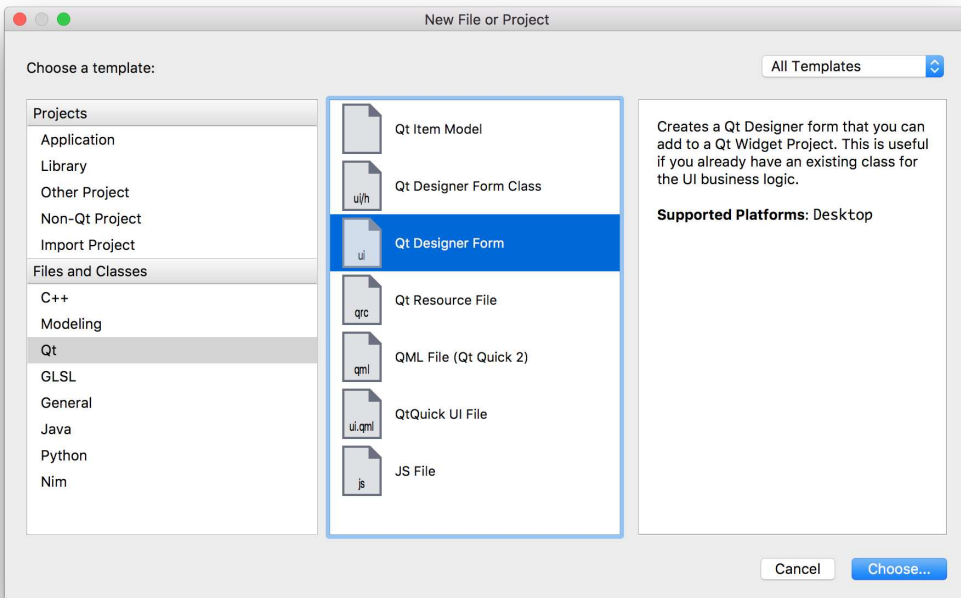 New File or Project
Choose a template:
All Templates
Projects
Application
Library
Other Project
Non-Qt Project
Import Project
Files and Classes
C++
Modeling
Qt
GLSL
General
Java
Python
Nim
Qt Item Model
ui/h
Qt Designer Form Class
ui
Qt Designer Form
qrc
Qt Resource File
qml
QML File (Qt Quick 2)
ui.qml
QtQuick UI File
js
JS File
Creates a Qt Designer form that you can
add to a Qt Widget Project. This is useful
if you already have an existing class for
the UI business logic.
Supported Platforms: Desktop
Cancel
Choose...